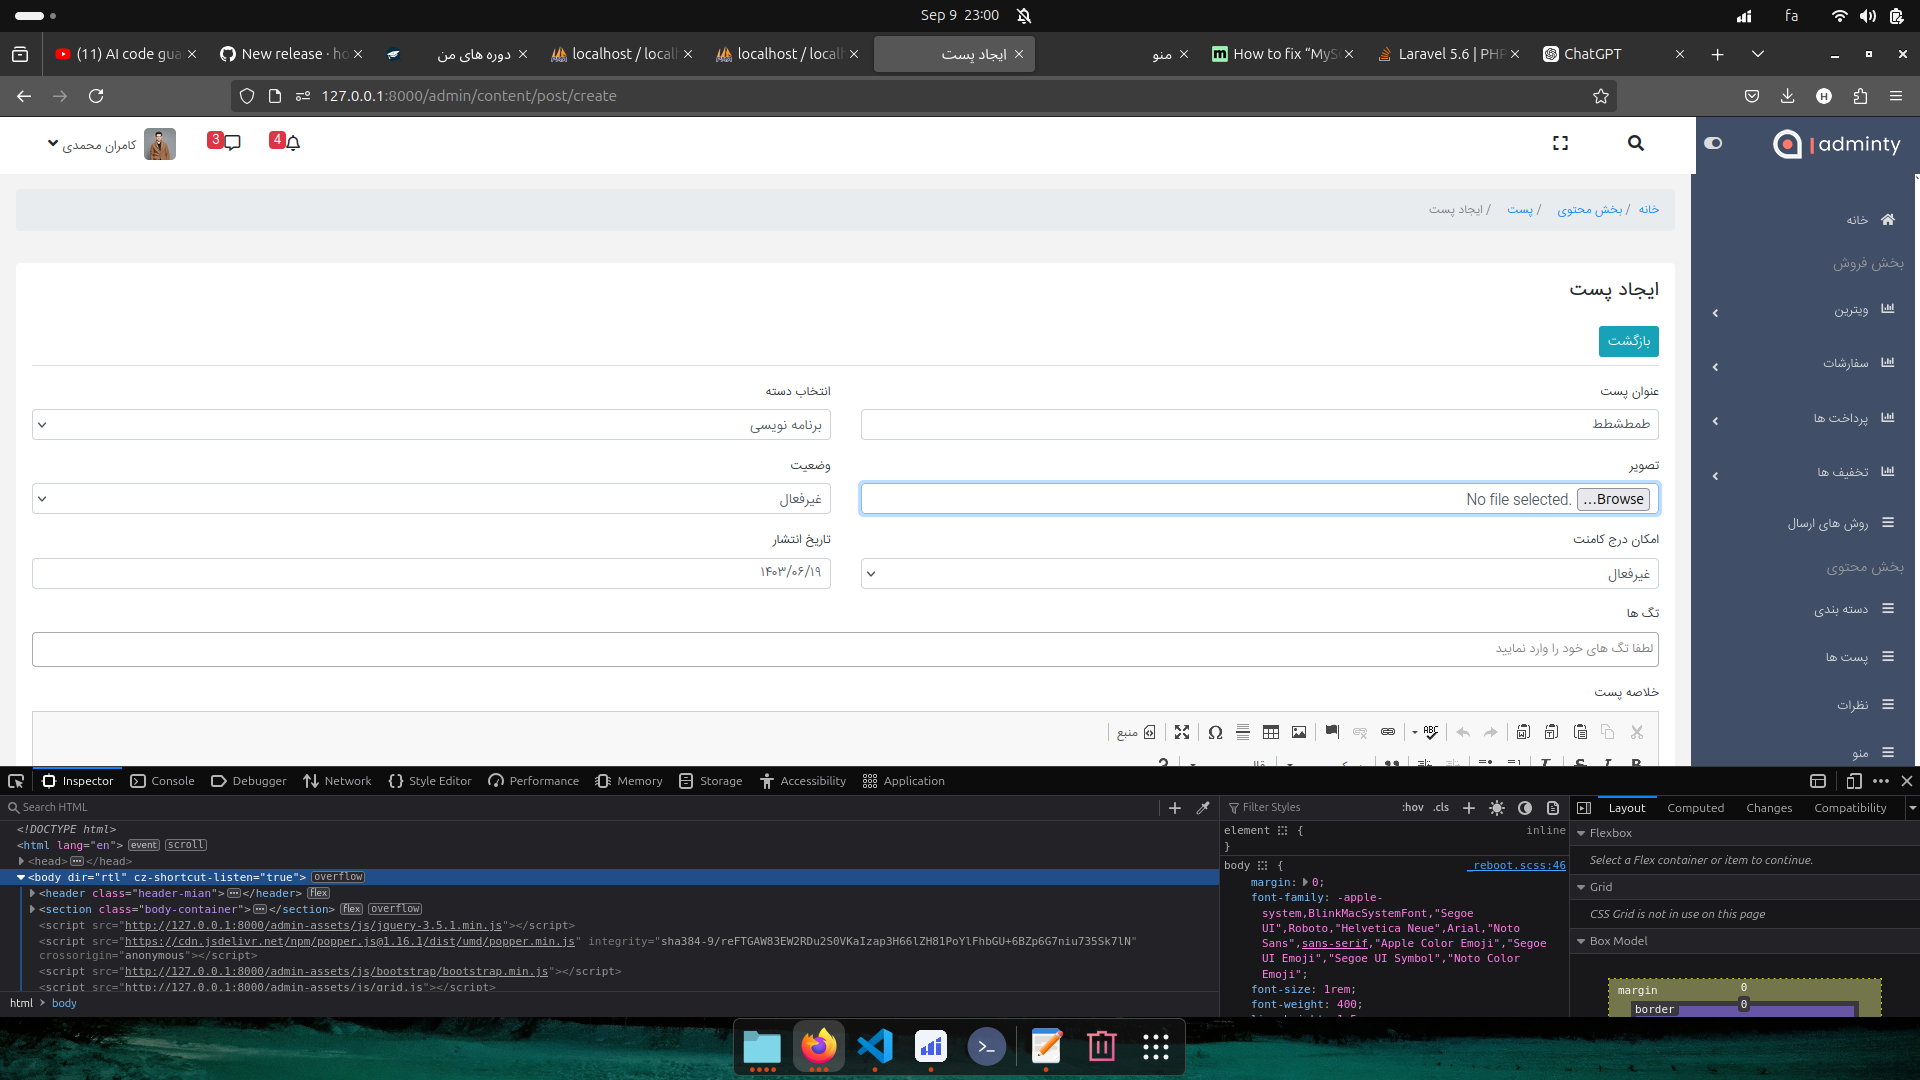 Sep 9 23:00
fa
(11) AI code gua
New release · ho
دوره های من
localhost / localh
localhost / localh
ایجاد پست
منو
How to fix “MySQ
Laravel 5.6 | PHP
ChatGPT
127.0.0.1:8000/admin/content/post/create
کامران محمدی
3
4
adminty
خانه / بخش محتوی / پست / ایجاد پست
خانه
بخش فروش
ویترین
سفارشات
پرداخت ها
تخفیف ها
روش های ارسال
بخش محتوی
دسته بندی
پست ها
نظرات
منو
ایجاد پست
بازگشت
عنوان پست
طمطشطط
انتخاب دسته
برنامه نویسی
تصویر
Browse… No file selected.
وضعیت
غیرفعال
امکان درج کامنت
غیرفعال
تاریخ انتشار
۱۴۰۳/۰۶/۱۹
تگ ها
لطفا تگ های خود را وارد نمایید
خلاصه پست
منبع
Inspector Console Debugger Network Style Editor Performance Memory Storage Accessibility Application
Search HTML
<!DOCTYPE html>
<html lang="en"> event scroll
<head> </head>
<body dir="rtl" cz-shortcut-listen="true"> overflow
<header class="header-mian"> </header> flex
<section class="body-container"> </section> flex overflow
<script src="http://127.0.0.1:8000/admin-assets/js/jquery-3.5.1.min.js"></script>
<script src="https://cdn.jsdelivr.net/npm/popper.js@1.16.1/dist/umd/popper.min.js" integrity="sha384-9/reFTGAW83EW2RDu2S0VKaIzap3H66lZH81PoYlFhbGU+6BZp6G7niu735Sk7lN"
crossorigin="anonymous"></script>
<script src="http://127.0.0.1:8000/admin-assets/js/bootstrap/bootstrap.min.js"></script>
<script src="http://127.0.0.1:8000/admin-assets/js/grid.js"></script>
html > body
Filter Styles
:hov .cls
element { inline
}
body { _reboot.scss:46
margin: 0;
font-family: -apple-
system,BlinkMacSystemFont,"Segoe
UI",Roboto,"Helvetica Neue",Arial,"Noto
Sans",sans-serif,"Apple Color Emoji","Segoe
UI Emoji","Segoe UI Symbol","Noto Color
Emoji";
font-size: 1rem;
font-weight: 400;
Layout Computed Changes Compatibility
Flexbox
Select a Flex container or item to continue.
Grid
CSS Grid is not in use on this page
Box Model
margin 0
border 0